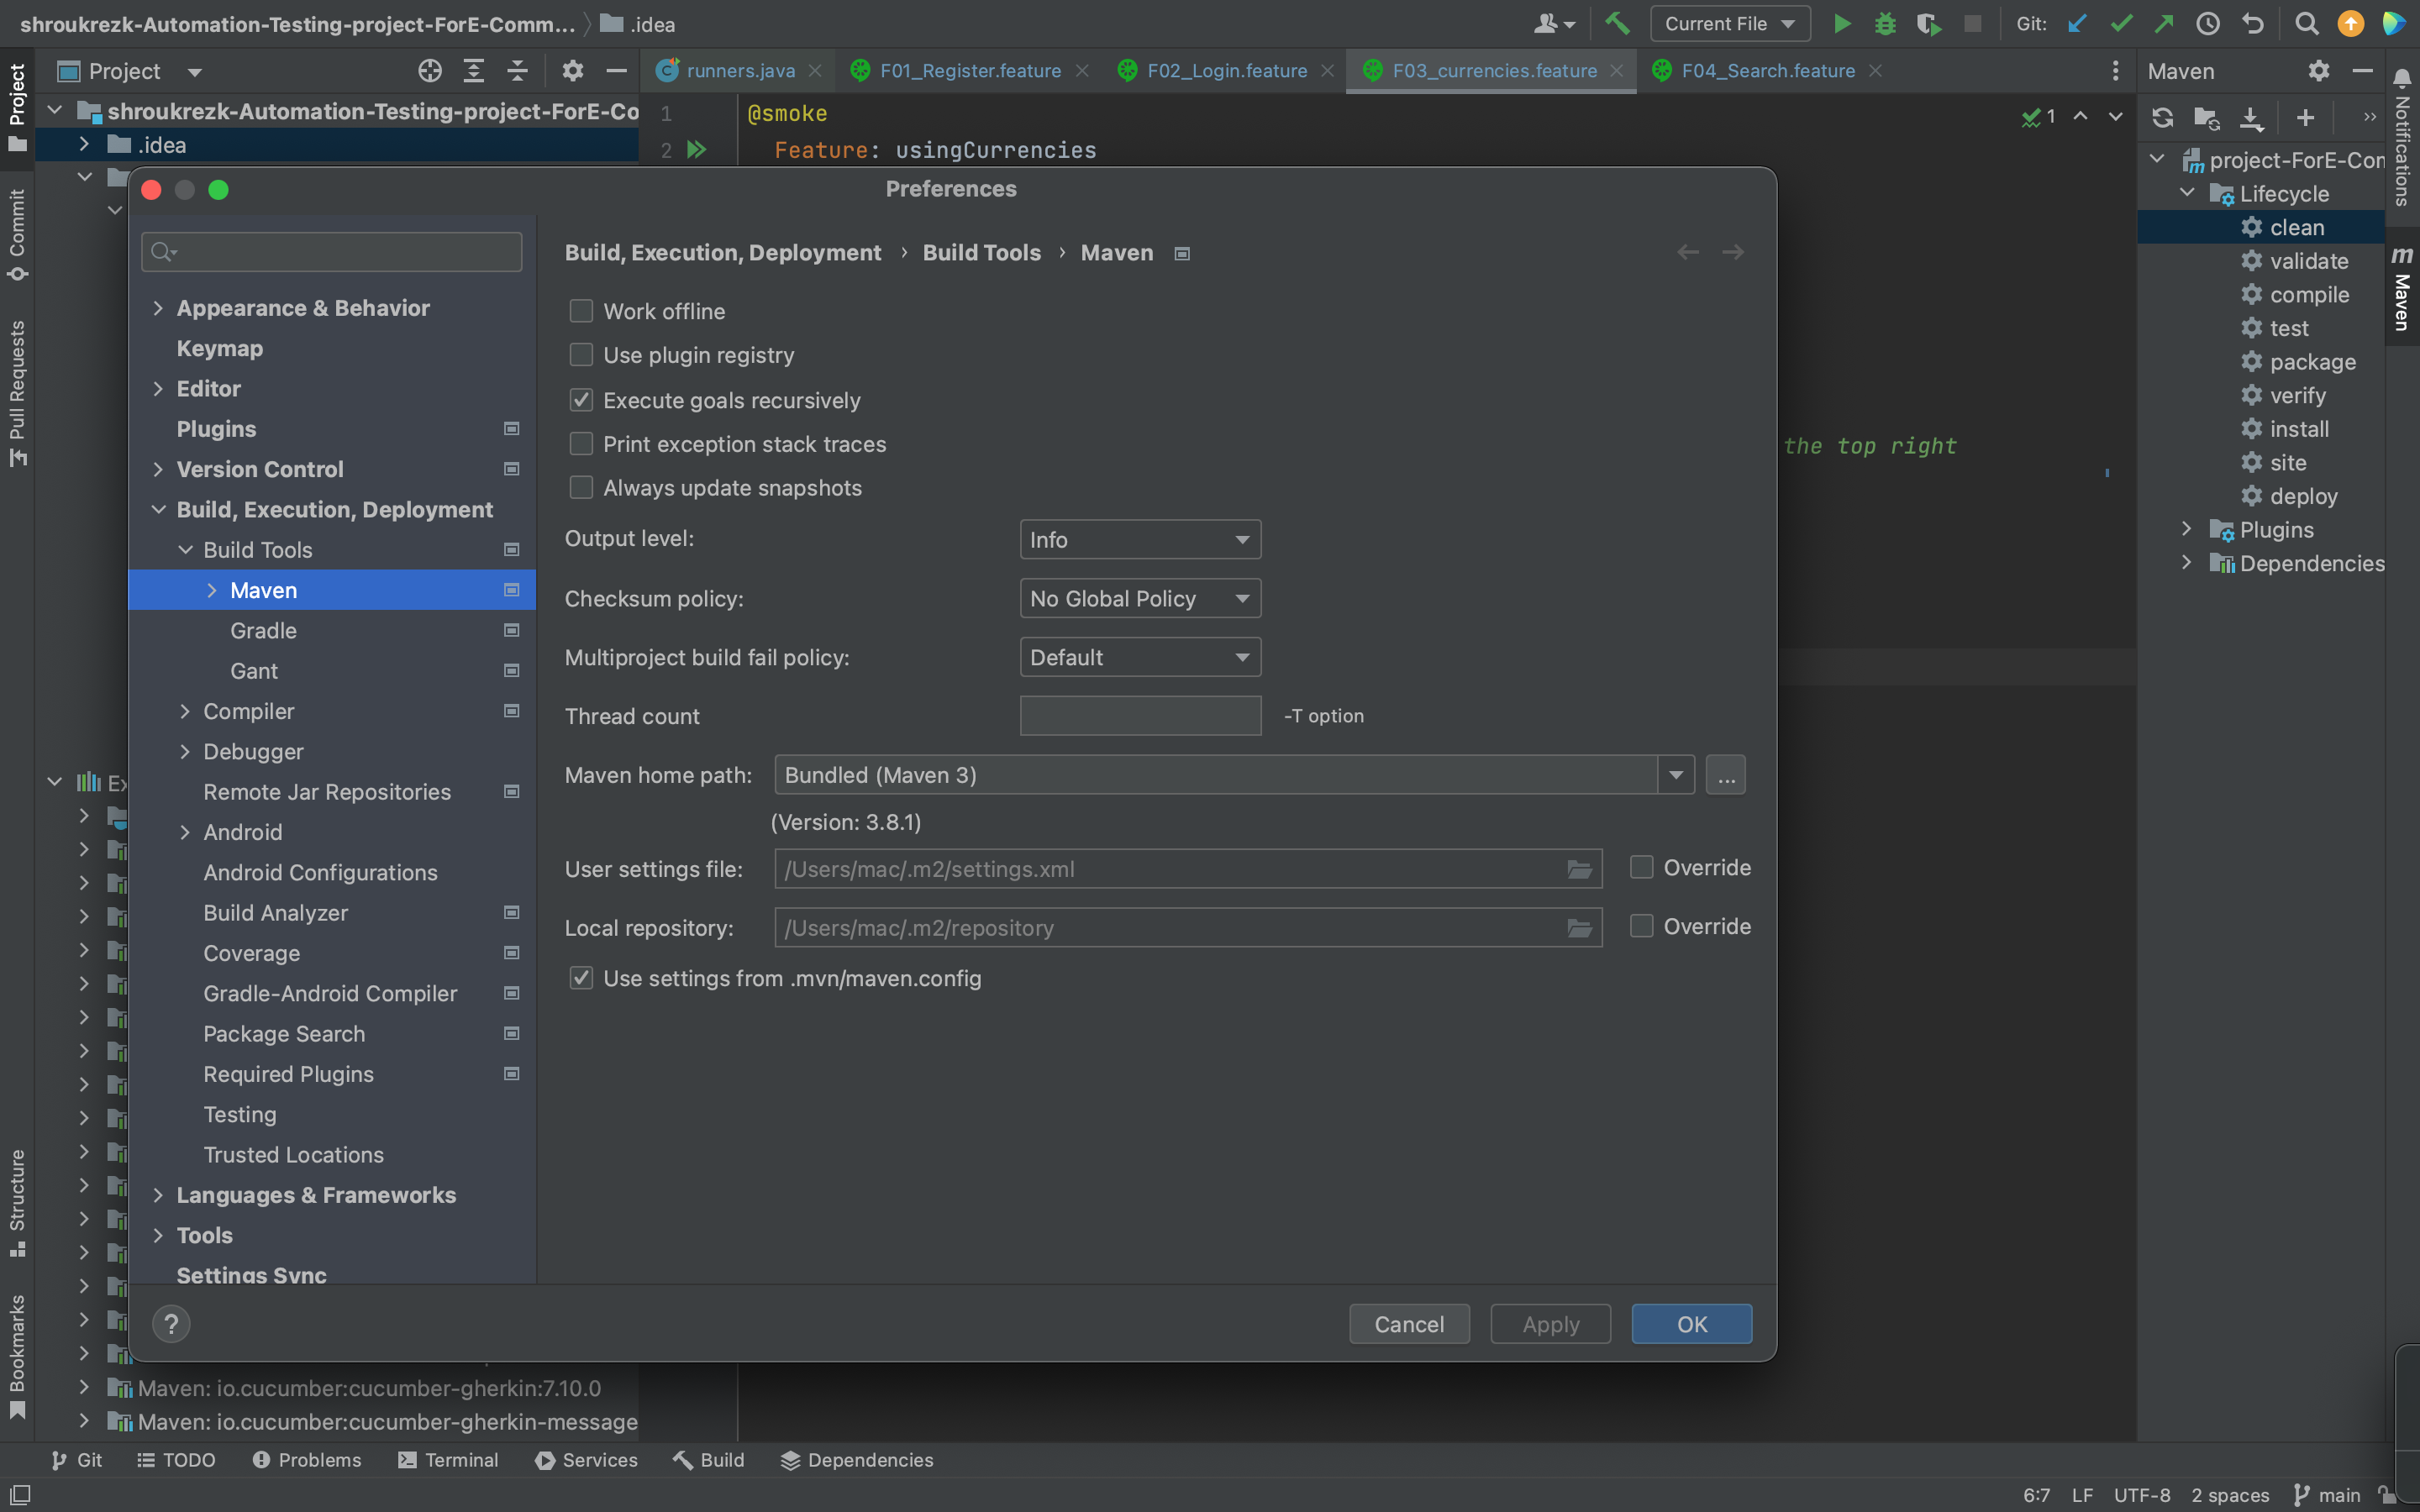 shroukrezk-Automation-Testing-project-ForE-Comm... .idea
Current File
Git:
Project
runners.java
F01_Register.feature
F02_Login.feature
F03_currencies.feature
F04_Search.feature
Maven
Project
Commit
Pull Requests
Structure
Bookmarks
shroukrezk-Automation-Testing-project-ForE-Co
.idea
1
@smoke
2
Feature: usingCurrencies
1
the top right
Preferences
Appearance & Behavior
Keymap
Editor
Plugins
Version Control
Build, Execution, Deployment
Build Tools
Maven
Gradle
Gant
Compiler
Debugger
Remote Jar Repositories
Android
Android Configurations
Build Analyzer
Coverage
Gradle-Android Compiler
Package Search
Required Plugins
Testing
Trusted Locations
Languages & Frameworks
Tools
Settings Sync
Build, Execution, Deployment › Build Tools › Maven
Work offline
Use plugin registry
Execute goals recursively
Print exception stack traces
Always update snapshots
Output level: Info
Checksum policy: No Global Policy
Multiproject build fail policy: Default
Thread count -T option
Maven home path: Bundled (Maven 3) ...
(Version: 3.8.1)
User settings file: /Users/mac/.m2/settings.xml Override
Local repository: /Users/mac/.m2/repository Override
Use settings from .mvn/maven.config
?
Cancel
Apply
OK
project-ForE-Con
Lifecycle
clean
validate
compile
test
package
verify
install
site
deploy
Plugins
Dependencies
Notifications
m Maven
Ex
Maven: io.cucumber:cucumber-gherkin:7.10.0
Maven: io.cucumber:cucumber-gherkin-message
Git
TODO
Problems
Terminal
Services
Build
Dependencies
6:7 LF UTF-8 2 spaces main